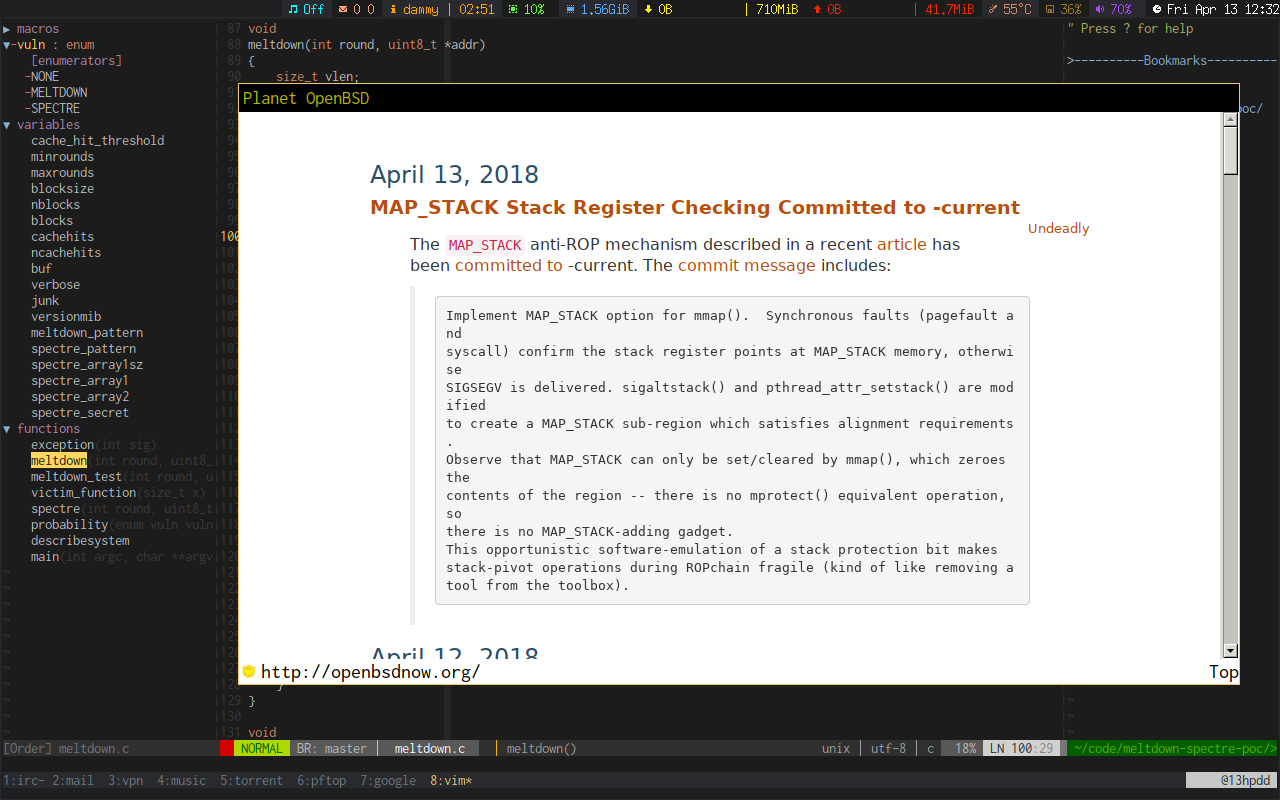 Off 0 0 dammy | 02:51 10% 1.56GiB 0B | 710MiB 0B | 41.7MiB 55°C 36% 70% Fri Apr 13 12:32
▶ macros
▼-vuln : enum
[enumerators]
-NONE
-MELTDOWN
-SPECTRE
▼ variables
cache_hit_threshold
minrounds
maxrounds
blocksize
nblocks
blocks
cachehits
ncachehits
buf
verbose
junk
versionmib
meltdown_pattern
spectre_pattern
spectre_array1sz
spectre_array1
spectre_array2
spectre_secret
▼ functions
exception(int sig)
meltdown(int round, uint8_
meltdown_test(int round, u
victim_function(size_t x)
spectre(int round, uint8_t
probability(enum vuln vuln
describesystem
main(int argc, char **argv
87 void
88 meltdown(int round, uint8_t *addr)
89 {
90 size_t vlen;
" Press ? for help
>----------Bookmarks----------
oc/
Planet OpenBSD
April 13, 2018
MAP_STACK Stack Register Checking Committed to -current
Undeadly
The MAP_STACK anti-ROP mechanism described in a recent article has
been committed to -current. The commit message includes:
Implement MAP_STACK option for mmap().  Synchronous faults (pagefault a
nd
syscall) confirm the stack register points at MAP_STACK memory, otherwi
se
SIGSEGV is delivered. sigaltstack() and pthread_attr_setstack() are mod
ified
to create a MAP_STACK sub-region which satisfies alignment requirements
.
Observe that MAP_STACK can only be set/cleared by mmap(), which zeroes
the
contents of the region -- there is no mprotect() equivalent operation,
so
there is no MAP_STACK-adding gadget.
This opportunistic software-emulation of a stack protection bit makes
stack-pivot operations during ROPchain fragile (kind of like removing a
tool from the toolbox).
April 12, 2018
http://openbsdnow.org/ Top
128 }
129 }
130
131 void
[Order] meltdown.c
NORMAL BR: master | meltdown.c | meltdown() unix | utf-8 | c 18% LN 100:29
~/code/meltdown-spectre-poc/>
1:irc- 2:mail 3:vpn 4:music 5:torrent 6:pftop 7:google 8:vim*
@13hpdd